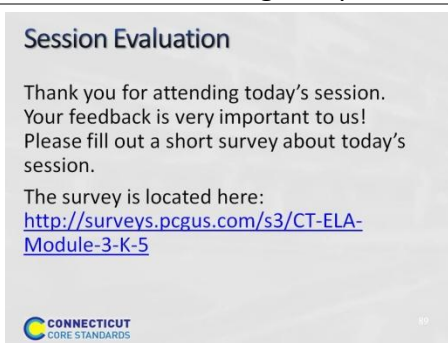 Session Evaluation
Thank you for attending today's session.
Your feedback is very important to us!
Please fill out a short survey about today's
session.
The survey is located here:
http://surveys.pcgus.com/s3/CT-ELA-
Module-3-K-5
CONNECTICUT
CORE STANDARDS
89